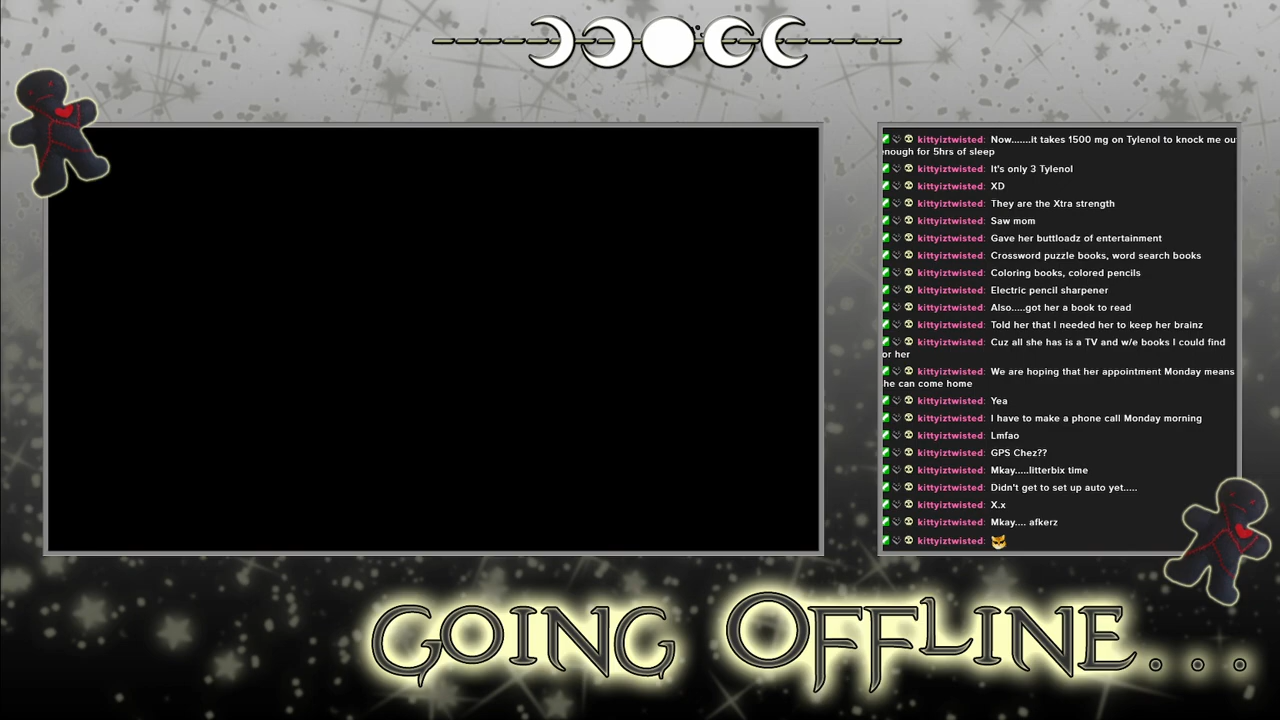 kittyiztwisted: Now.......it takes 1500 mg on Tylenol to knock me ou
enough for 5hrs of sleep
kittyiztwisted: It's only 3 Tylenol
kittyiztwisted: XD
kittyiztwisted: They are the Xtra strength
kittyiztwisted: Saw mom
kittyiztwisted: Gave her buttloadz of entertainment
kittyiztwisted: Crossword puzzle books, word search books
kittyiztwisted: Coloring books, colored pencils
kittyiztwisted: Electric pencil sharpener
kittyiztwisted: Also.....got her a book to read
kittyiztwisted: Told her that I needed her to keep her brainz
kittyiztwisted: Cuz all she has is a TV and w/e books I could find
or her
kittyiztwisted: We are hoping that her appointment Monday means
he can come home
kittyiztwisted: Yea
kittyiztwisted: I have to make a phone call Monday morning
kittyiztwisted: Lmfao
kittyiztwisted: GPS Chez??
kittyiztwisted: Mkay.....litterbix time
kittyiztwisted: Didn't get to set up auto yet.....
kittyiztwisted: X.x
kittyiztwisted: Mkay.... afkerz
kittyiztwisted:
Going Offline...